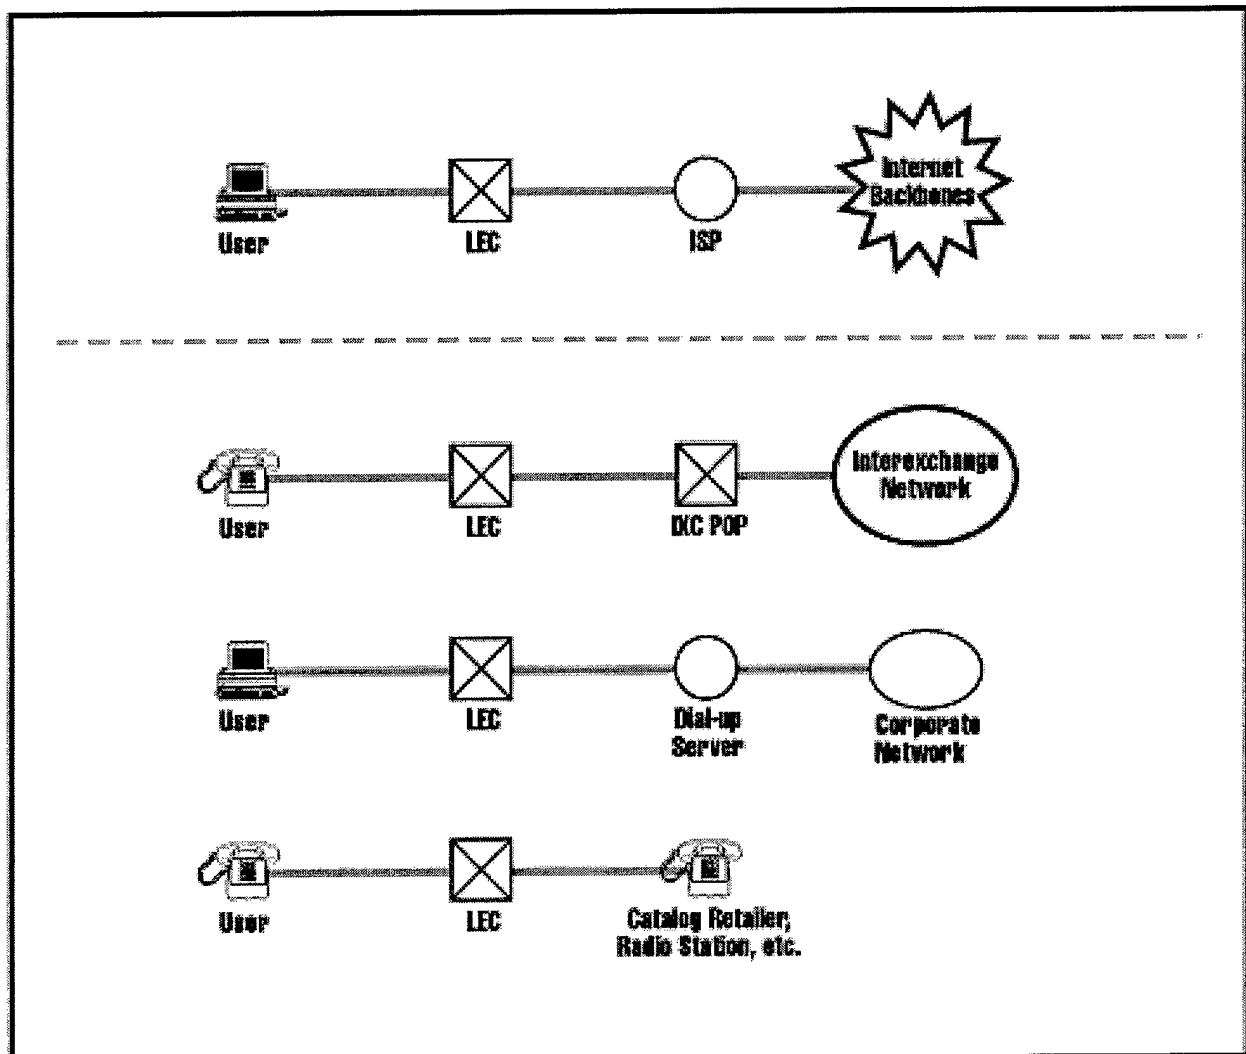 Internet
Backbones
User
LEC
ISP
Interexchange
Network
User
LEC
IXC POP
User
LEC
Dial-up
Server
Corporate
Network
User
LEC
Catalog Retailer,
Radio Station, etc.